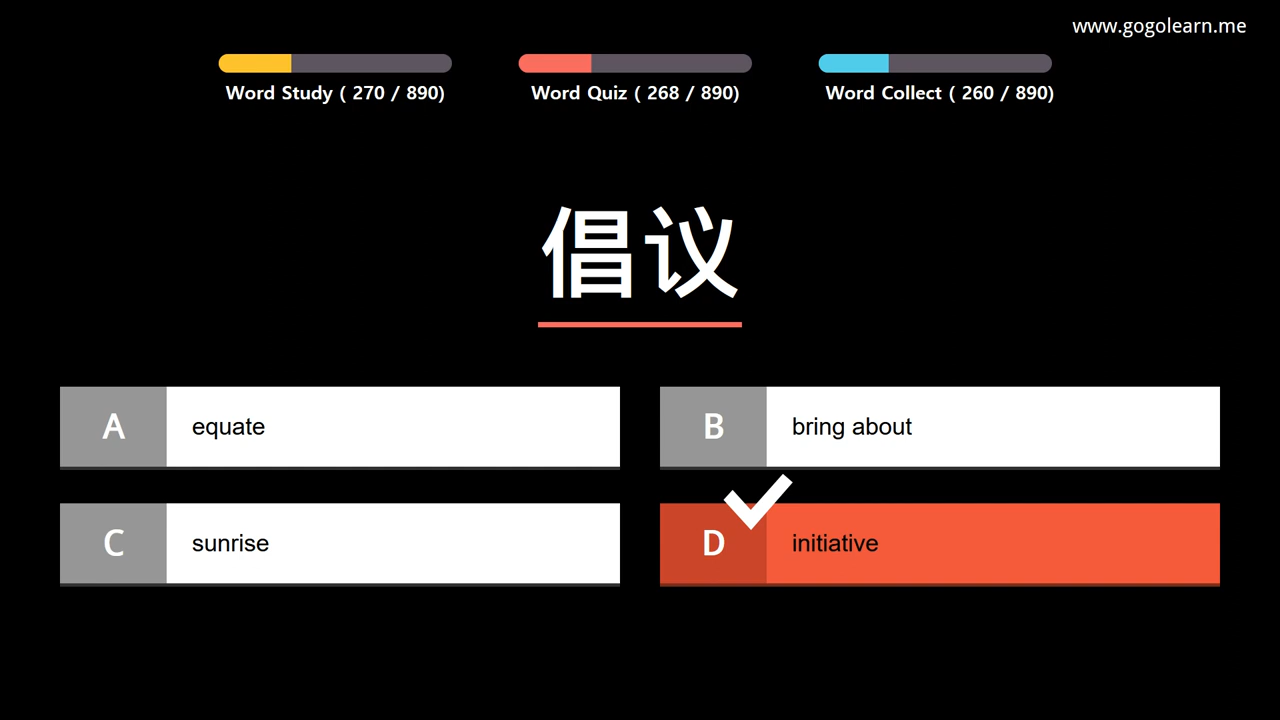 www.gogolearn.me
Word Study ( 270 / 890)
Word Quiz ( 268 / 890)
Word Collect ( 260 / 890)
倡议
A equate
B bring about
C sunrise
D initiative